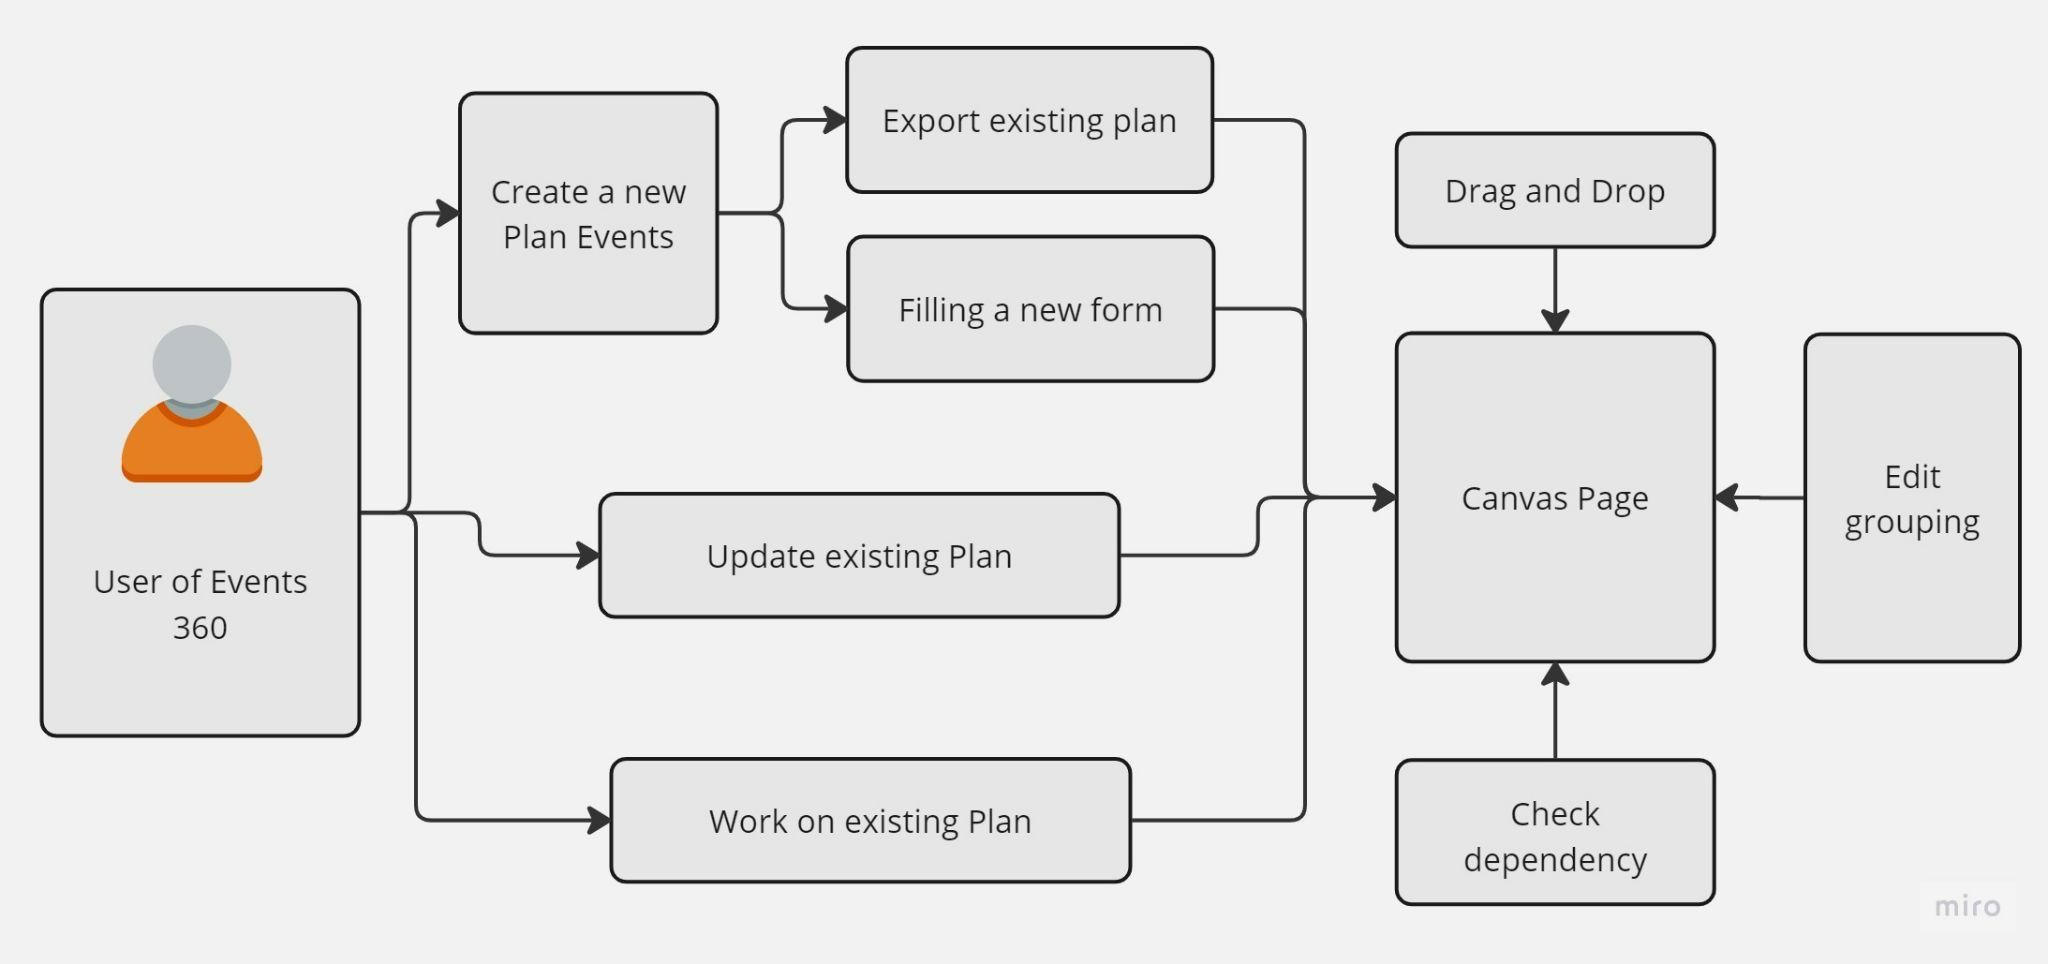 User of Events
360
Create a new
Plan Events
Export existing plan
Filling a new form
Update existing Plan
Work on existing Plan
Drag and Drop
Canvas Page
Edit
grouping
Check
dependency
miro